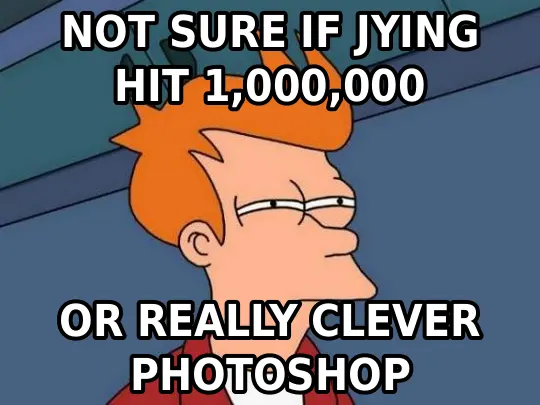 NOT SURE IF JYING
HIT 1,000,000
OR REALLY CLEVER
PHOTOSHOP